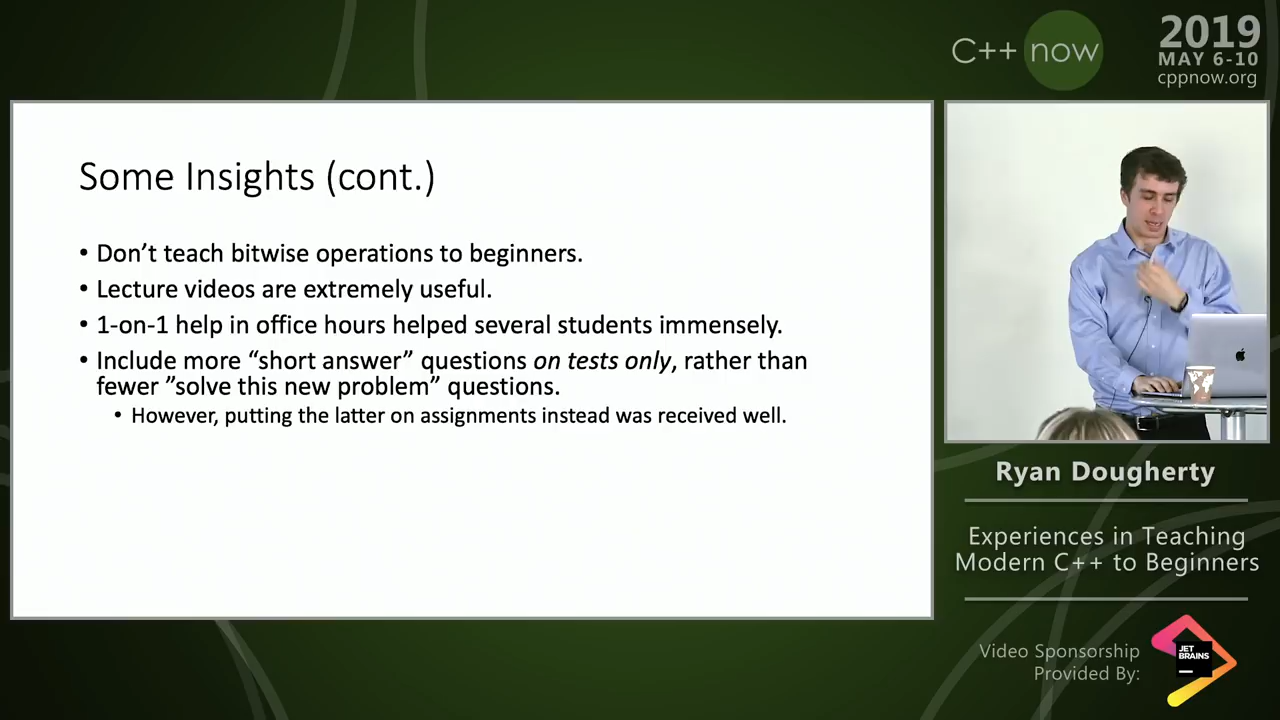 C++ now
2019
MAY 6-10
cppnow.org
Some Insights (cont.)
• Don’t teach bitwise operations to beginners.
• Lecture videos are extremely useful.
• 1-on-1 help in office hours helped several students immensely.
• Include more “short answer” questions on tests only, rather than
fewer ”solve this new problem” questions.
• However, putting the latter on assignments instead was received well.
Ryan Dougherty
Experiences in Teaching
Modern C++ to Beginners
Video Sponsorship
Provided By:
JET
BRAINS